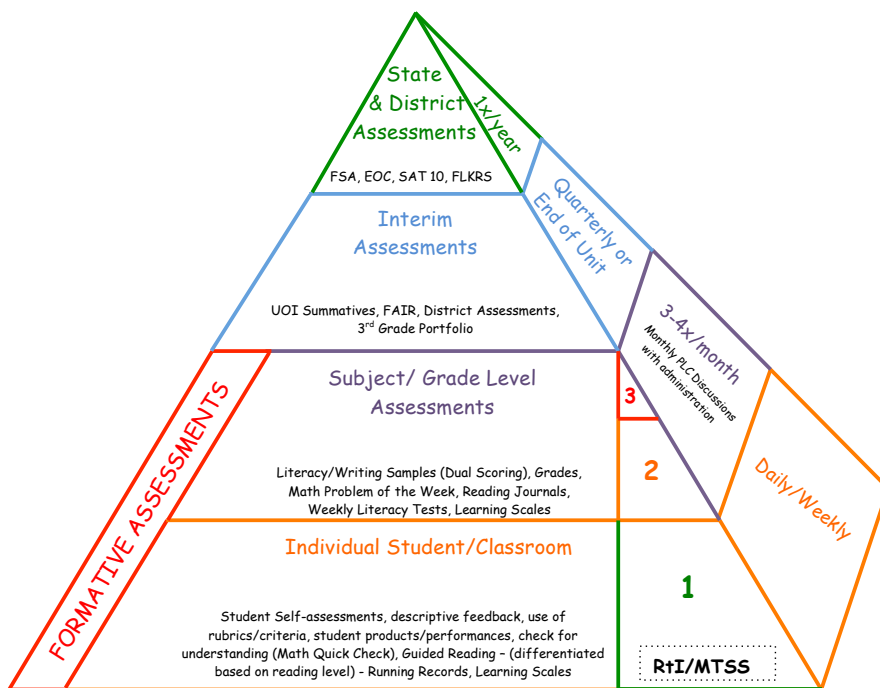 State
& District
Assessments
1x/year
FSA, EOC, SAT 10, FLKRS
Interim
Assessments
Quarterly or
End of Unit
UOI Summatives, FAIR, District Assessments,
3rd Grade Portfolio
3-4x/month
Monthly PLC Discussions
with administration
FORMATIVE ASSESSMENTS
Subject/ Grade Level
Assessments
3
2
Literacy/Writing Samples (Dual Scoring), Grades,
Math Problem of the Week, Reading Journals,
Weekly Literacy Tests, Learning Scales
Daily/Weekly
Individual Student/Classroom
1
Student Self-assessments, descriptive feedback, use of
rubrics/criteria, student products/performances, check for
understanding (Math Quick Check), Guided Reading – (differentiated
based on reading level) - Running Records, Learning Scales
RtI/MTSS